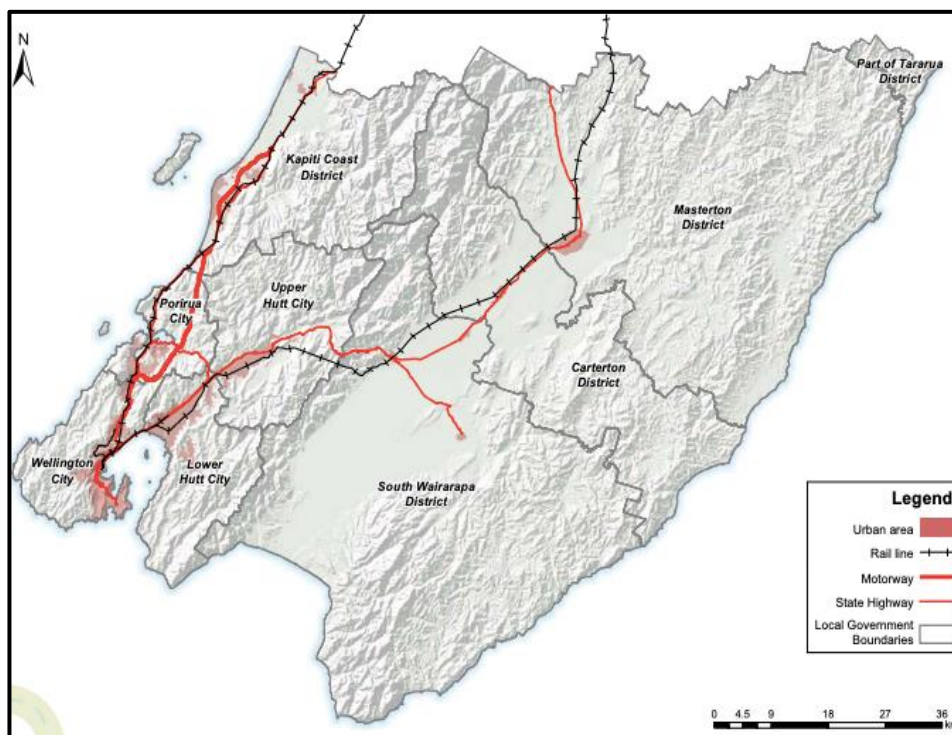 N
Part of Tararua
District
Kapiti Coast
District
Masterton
District
Upper
Hutt City
Porirua
City
Carterton
District
Wellington
City
Lower
Hutt City
South Wairarapa
District
Legend
Urban area
Rail line
Motorway
State Highway
Local Government
Boundaries
0 4.5 9 18 27 36
k